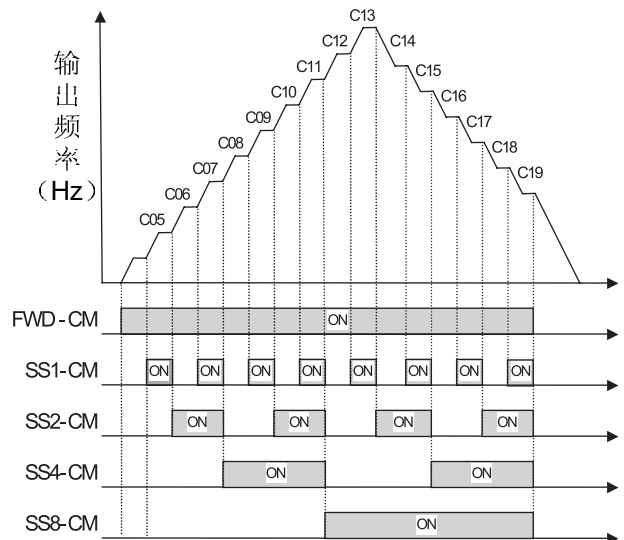 输出频率(Hz)
C05
C06
C07
C08
C09
C10
C11
C12
C13
C14
C15
C16
C17
C18
C19
FWD-CM
ON
SS1-CM
ON ON ON ON ON ON ON ON
SS2-CM
ON ON ON ON
SS4-CM
ON ON
SS8-CM
ON